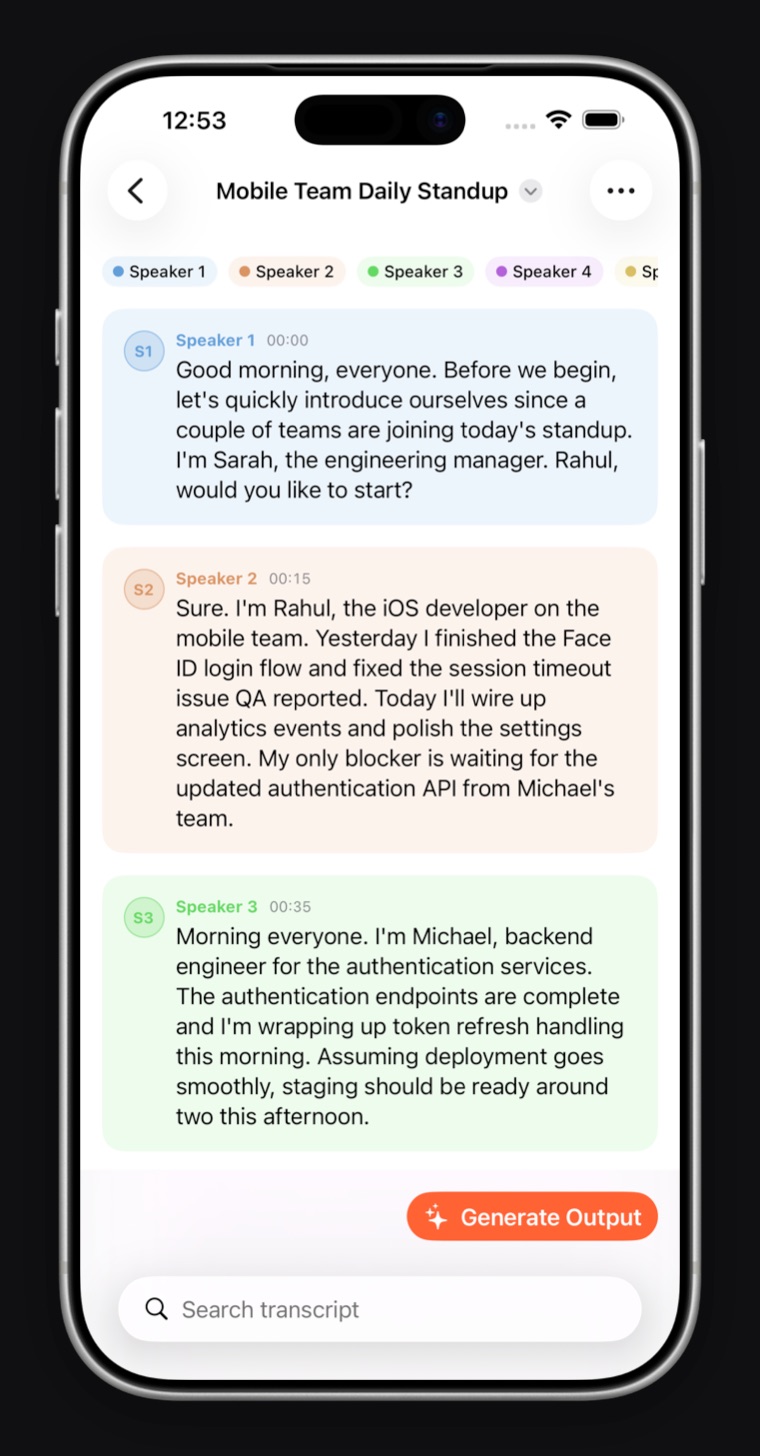 12:53
Mobile Team Daily Standup
Speaker 1
Speaker 2
Speaker 3
Speaker 4
Sp
S1
Speaker 1 00:00
Good morning, everyone. Before we begin,
let's quickly introduce ourselves since a
couple of teams are joining today's standup.
I'm Sarah, the engineering manager. Rahul,
would you like to start?
S2
Speaker 2 00:15
Sure. I'm Rahul, the iOS developer on the
mobile team. Yesterday I finished the Face
ID login flow and fixed the session timeout
issue QA reported. Today I'll wire up
analytics events and polish the settings
screen. My only blocker is waiting for the
updated authentication API from Michael's
team.
S3
Speaker 3 00:35
Morning everyone. I'm Michael, backend
engineer for the authentication services.
The authentication endpoints are complete
and I'm wrapping up token refresh handling
this morning. Assuming deployment goes
smoothly, staging should be ready around
two this afternoon.
Generate Output
Search transcript